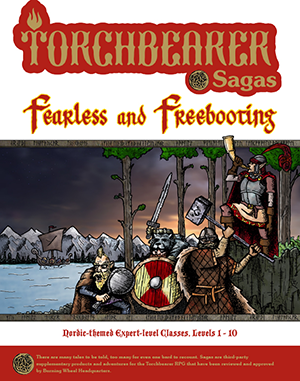 TORCHBEARER
Sagas
Fearless and Freebooting
Nordic-themed Expert-level Classes, Levels 1 - 10
There are many tales to be told, too many for even one bard to recount. Sagas are third-party
supplementary products and adventures for the Torchbearer RPG that have been reviewed and approved
by Burning Wheel Headquarters.